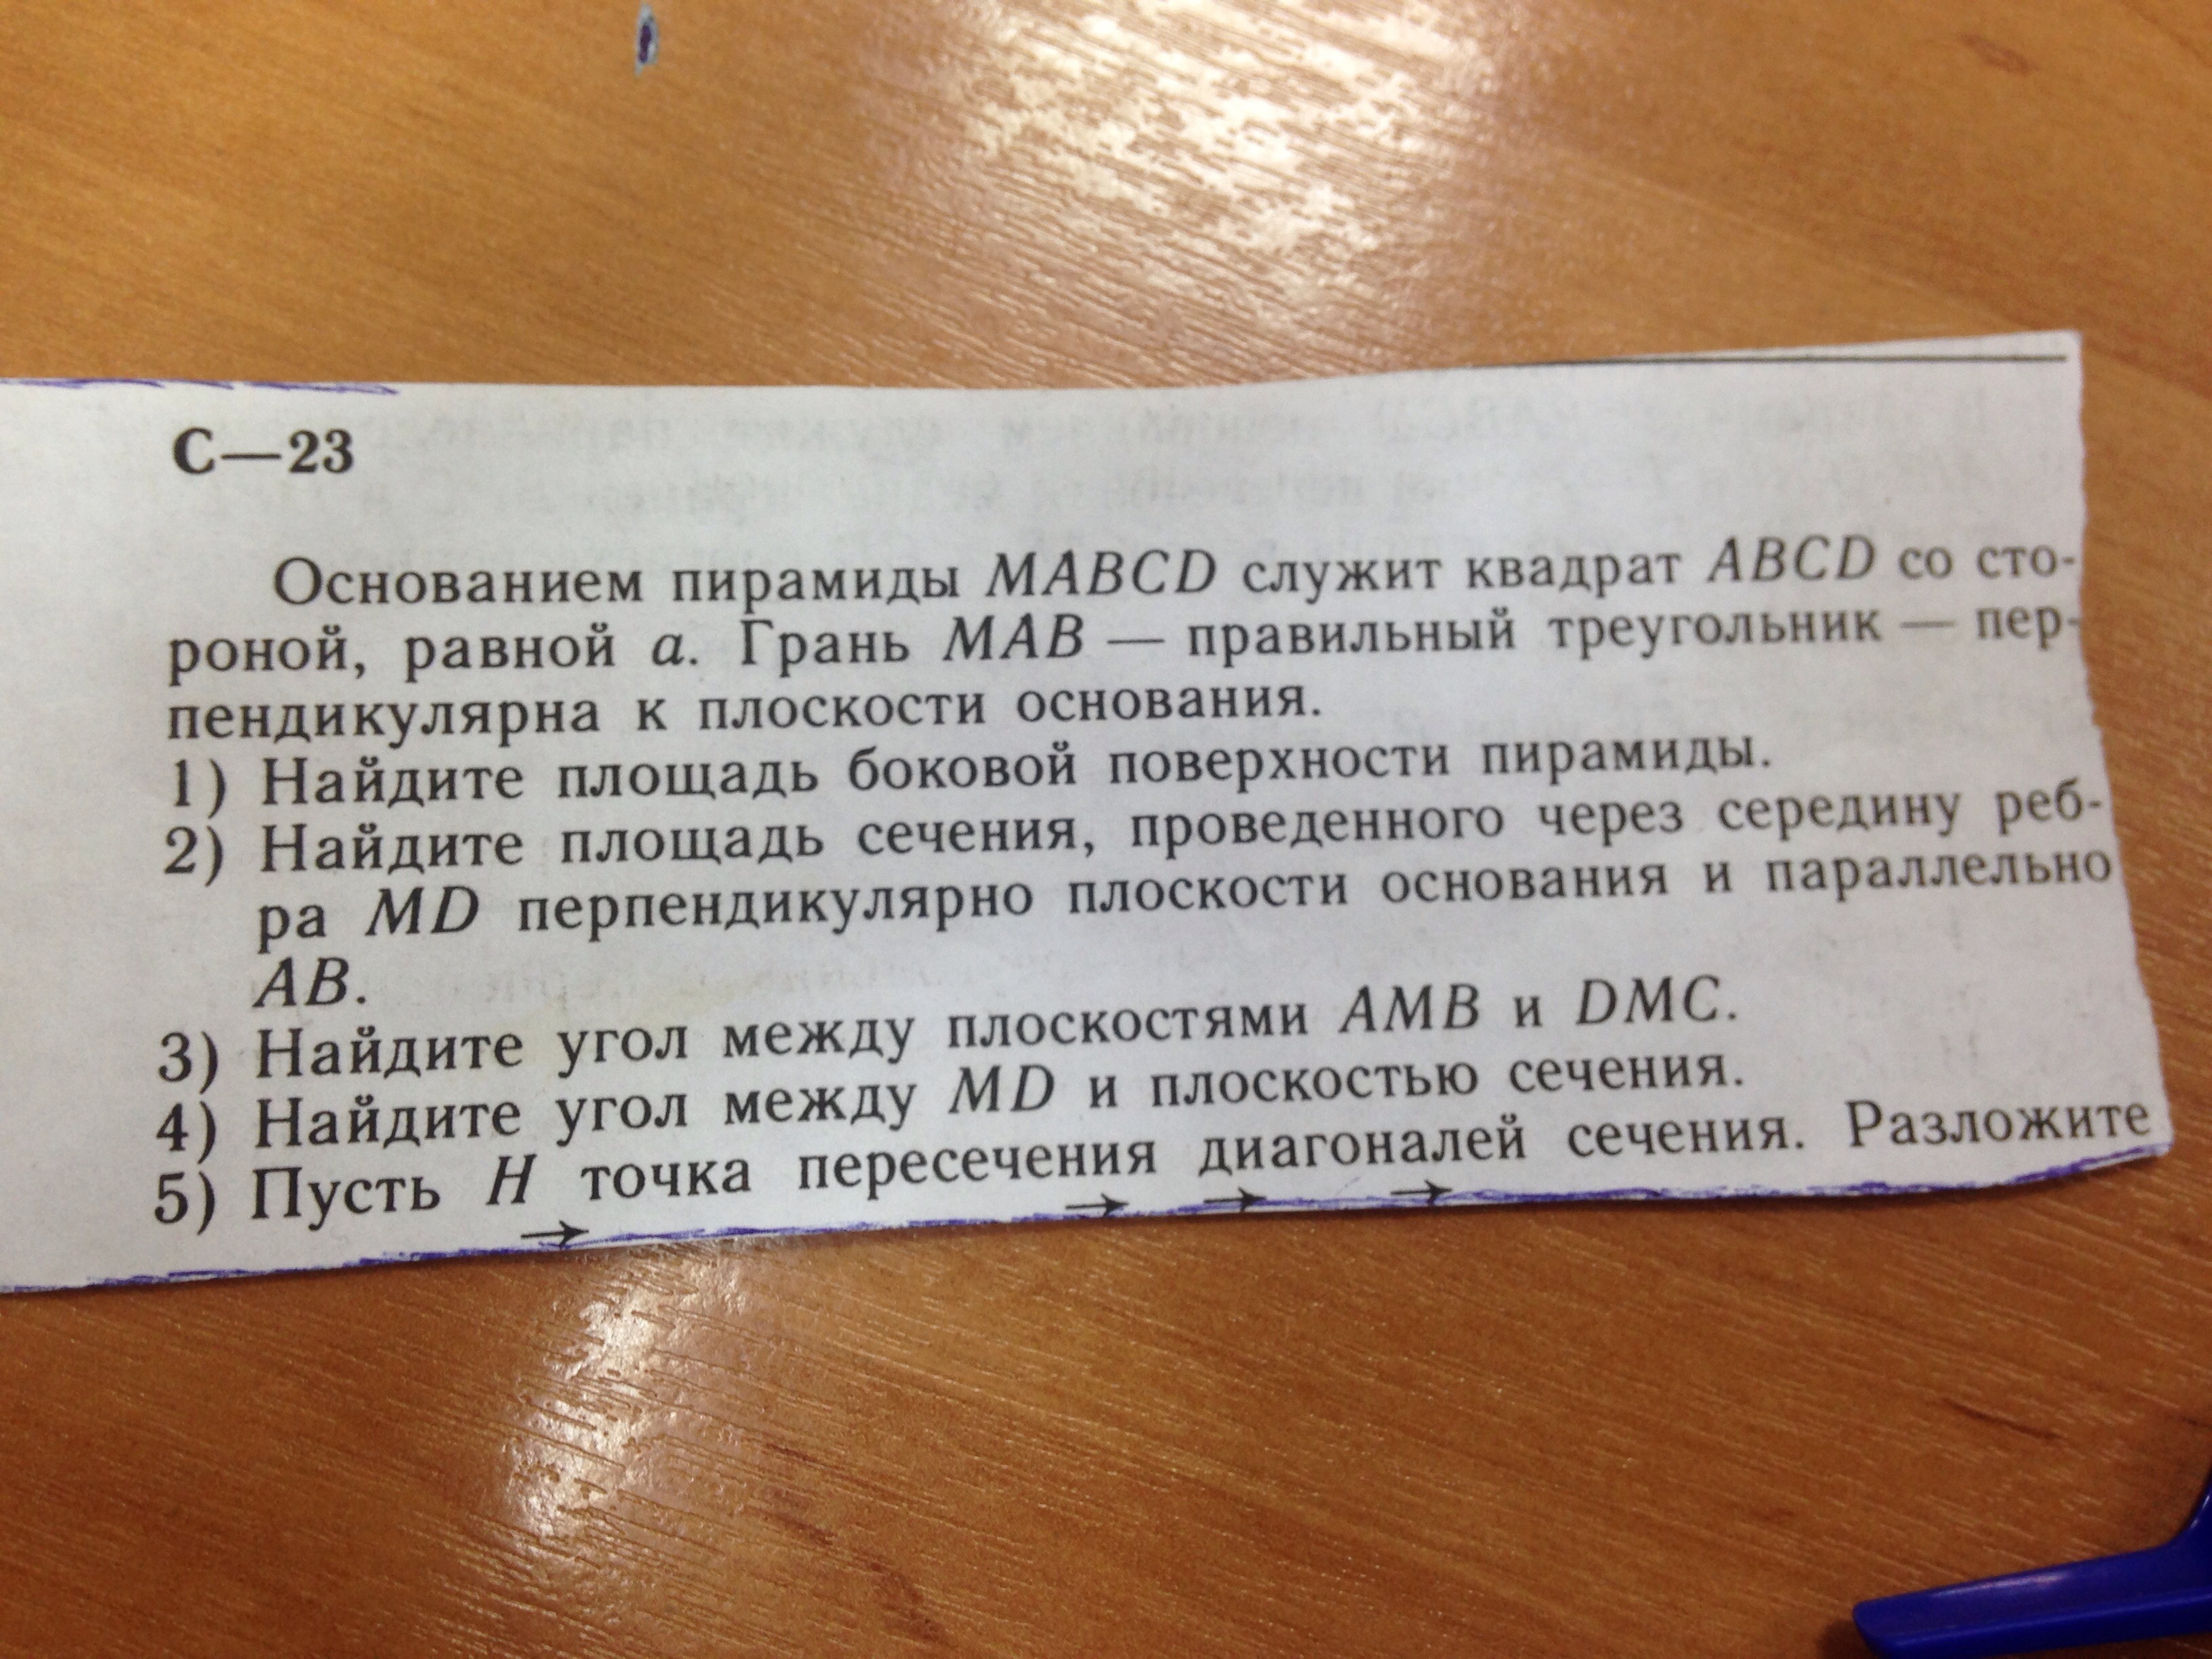 С—23
Основанием пирамиды MABCD служит квадрат ABCD со сто-
роной, равной a. Грань MAB — правильный треугольник — пер-
пендикулярна к плоскости основания.
1) Найдите площадь боковой поверхности пирамиды.
2) Найдите площадь сечения, проведенного через середину реб-
ра MD перпендикулярно плоскости основания и параллельно
AB.
3) Найдите угол между плоскостями AMB и DMC.
4) Найдите угол между MD и плоскостью сечения.
5) Пусть H точка пересечения диагоналей сечения. Разложите